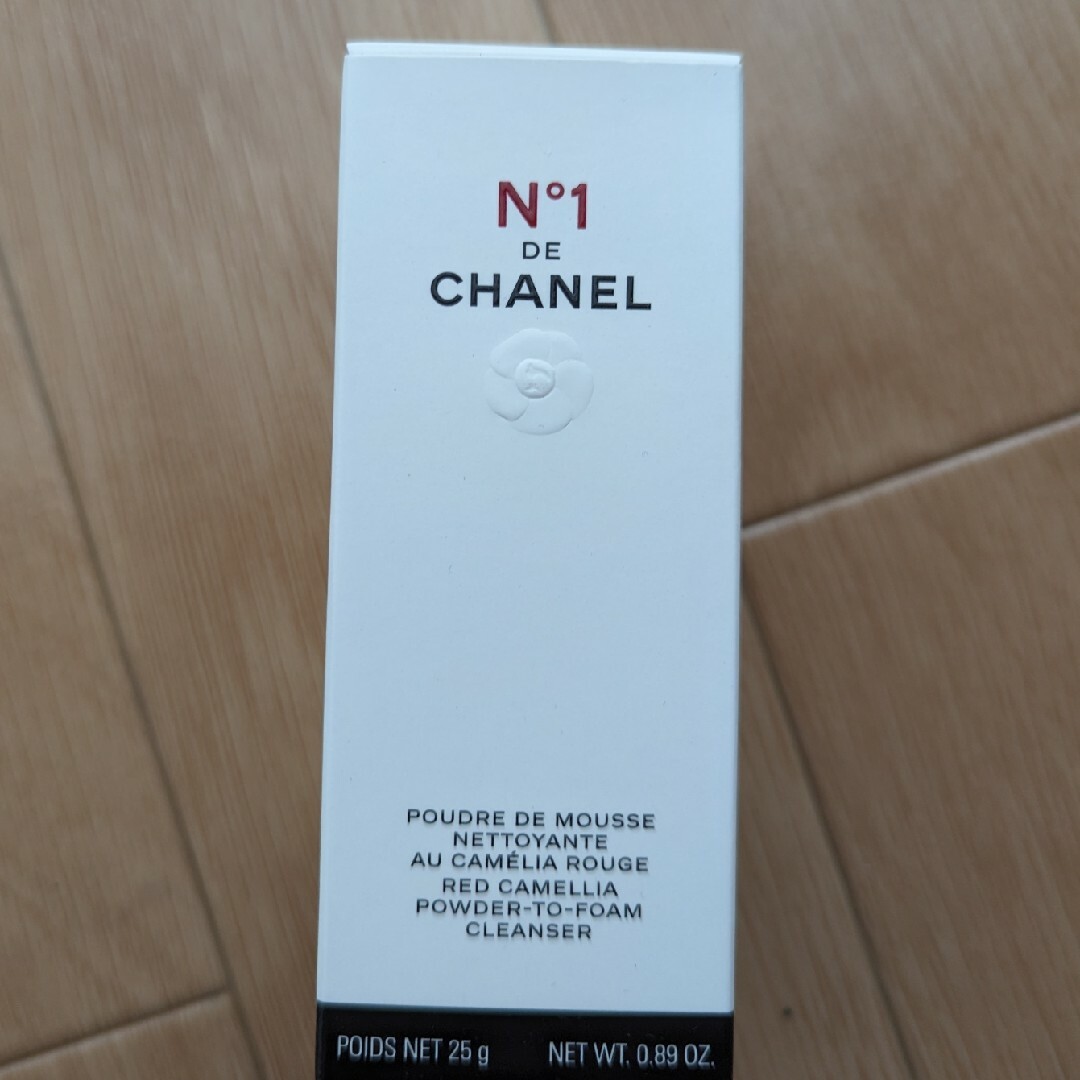 N°1
DE
CHANEL
POUDRE DE MOUSSE
NETTOYANTE
AU CAMÉLIA ROUGE
RED CAMELLIA
POWDER-TO-FOAM
CLEANSER
POIDS NET 25 g NET WT. 0.89 OZ.